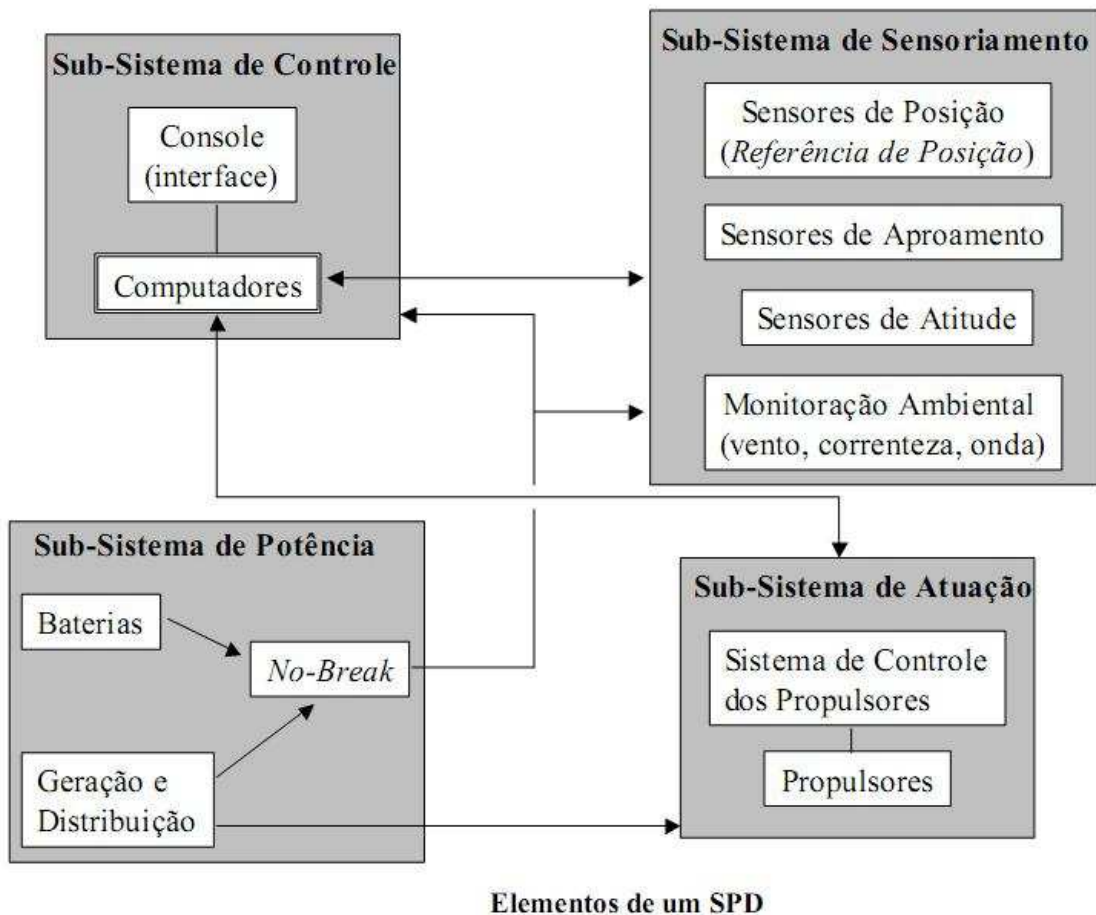 Sub-Sistema de Controle
Console
(interface)
Computadores
Sub-Sistema de Sensoriamento
Sensores de Posição
(Referência de Posição)
Sensores de Aproamento
Sensores de Atitude
Monitoração Ambiental
(vento, correnteza, onda)
Sub-Sistema de Potência
Baterias
No-Break
Geração e
Distribuição
Sub-Sistema de Atuação
Sistema de Controle
dos Propulsores
Propulsores
Elementos de um SPD